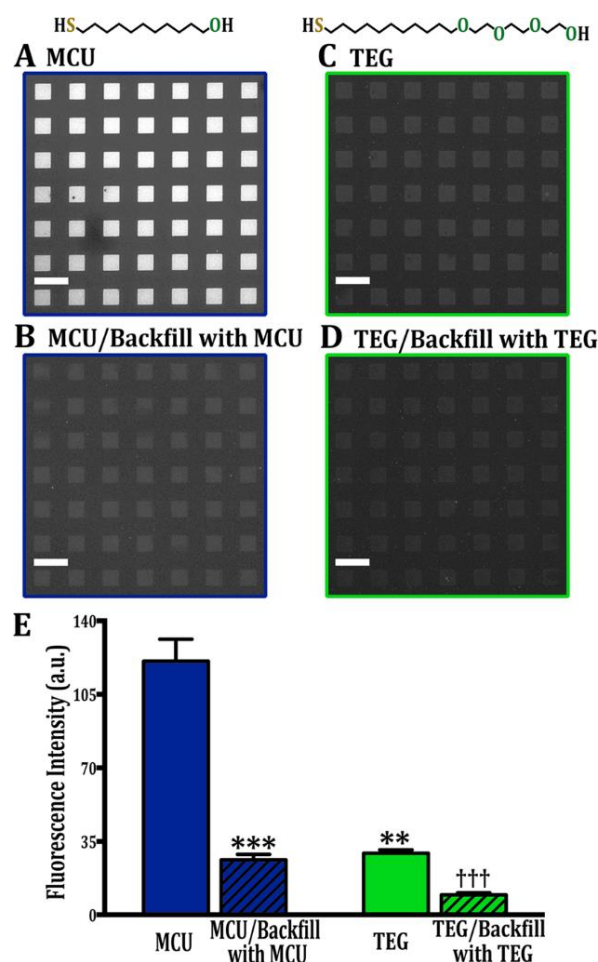 HS OH
HS O O O OH
A MCU
C TEG
B MCU/Backfill with MCU
D TEG/Backfill with TEG
E
Fluorescence Intensity (a.u.)
140
105
70
35
0
***
**
†††
MCU
MCU/Backfill
with MCU
TEG
TEG/Backfill
with TEG